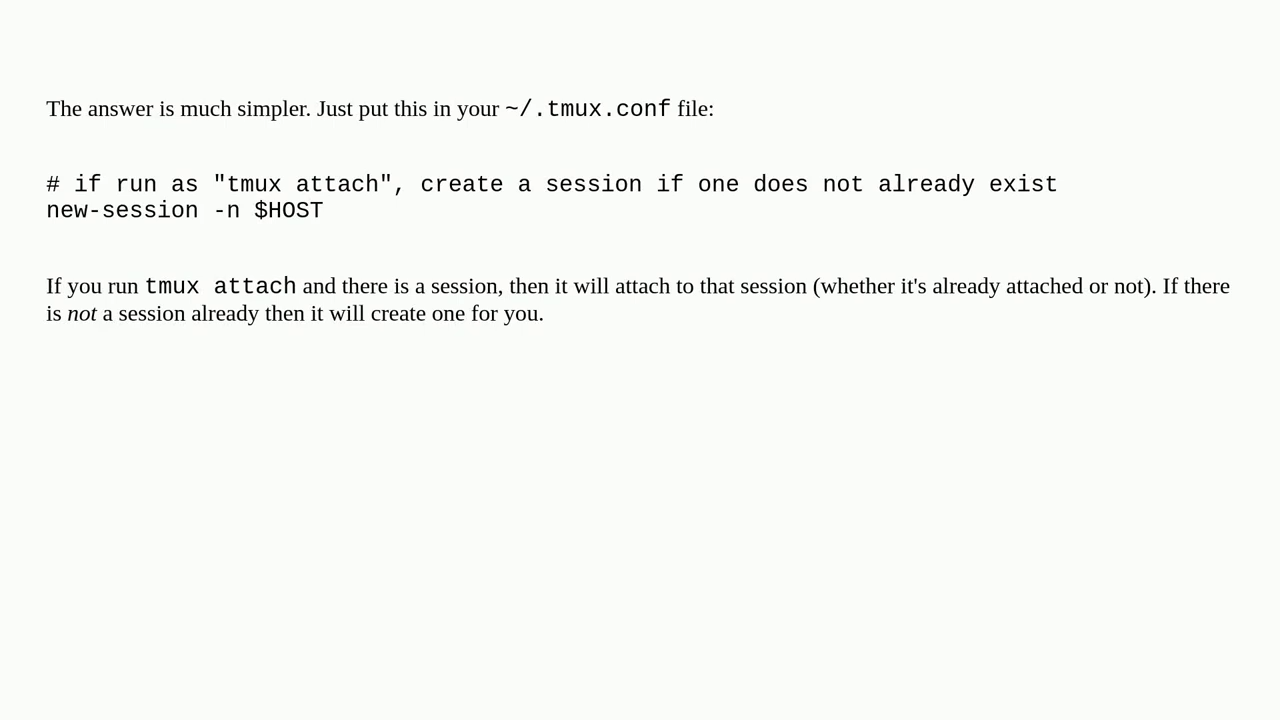 The answer is much simpler. Just put this in your ~/.tmux.conf file:
# if run as "tmux attach", create a session if one does not already exist
new-session -n $HOST
If you run tmux attach and there is a session, then it will attach to that session (whether it's already attached or not). If there
is not a session already then it will create one for you.